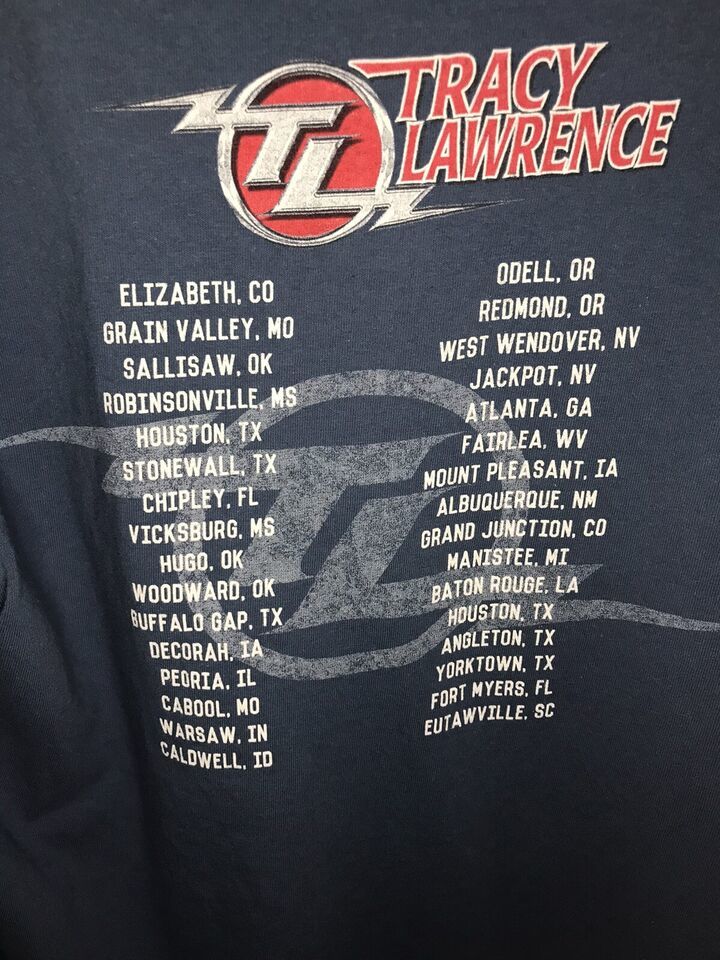 TL
TRACY
LAWRENCE
ELIZABETH, CO
GRAIN VALLEY, MO
SALLISAW, OK
ROBINSONVILLE, MS
HOUSTON, TX
STONEWALL, TX
CHIPLEY, FL
VICKSBURG, MS
HUGO, OK
WOODWARD, OK
BUFFALO GAP, TX
DECORAH, IA
PEORIA, IL
CABOOL, MO
WARSAW, IN
CALDWELL, ID
ODELL, OR
REDMOND, OR
WEST WENDOVER, NV
JACKPOT, NV
ATLANTA, GA
FAIRLEA, WV
MOUNT PLEASANT, IA
ALBUQUERQUE, NM
GRAND JUNCTION, CO
MANISTEE, MI
BATON ROUGE, LA
HOUSTON, TX
ANGLETON, TX
YORKTOWN, TX
FORT MYERS, FL
EUTAWVILLE, SC
TL